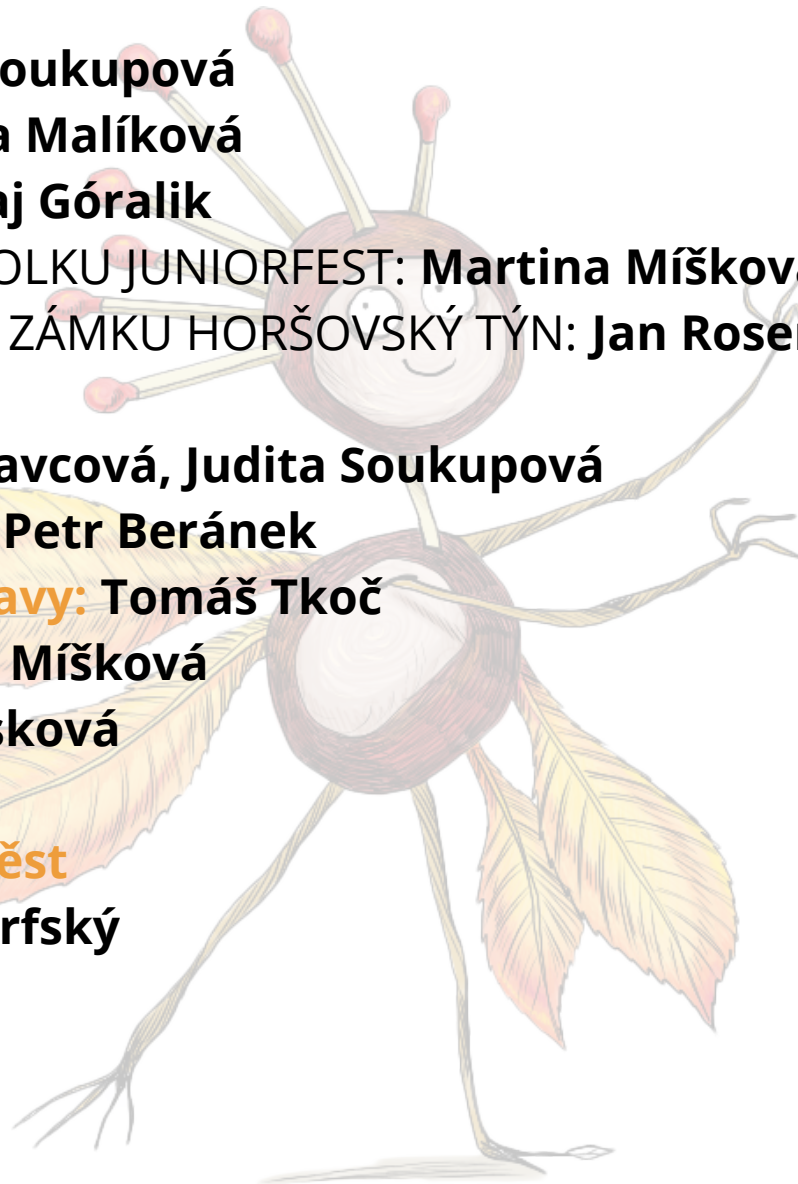 oukupová
a Malíková
aj Góralik
OLKU JUNIORFEST: Martina Míškov
ZÁMKU HORŠOVSKÝ TÝN: Jan Rose
avcová, Judita Soukupová
Petr Beránek
avy: Tomáš Tkoč
Míšková
sková
ěst
rfský